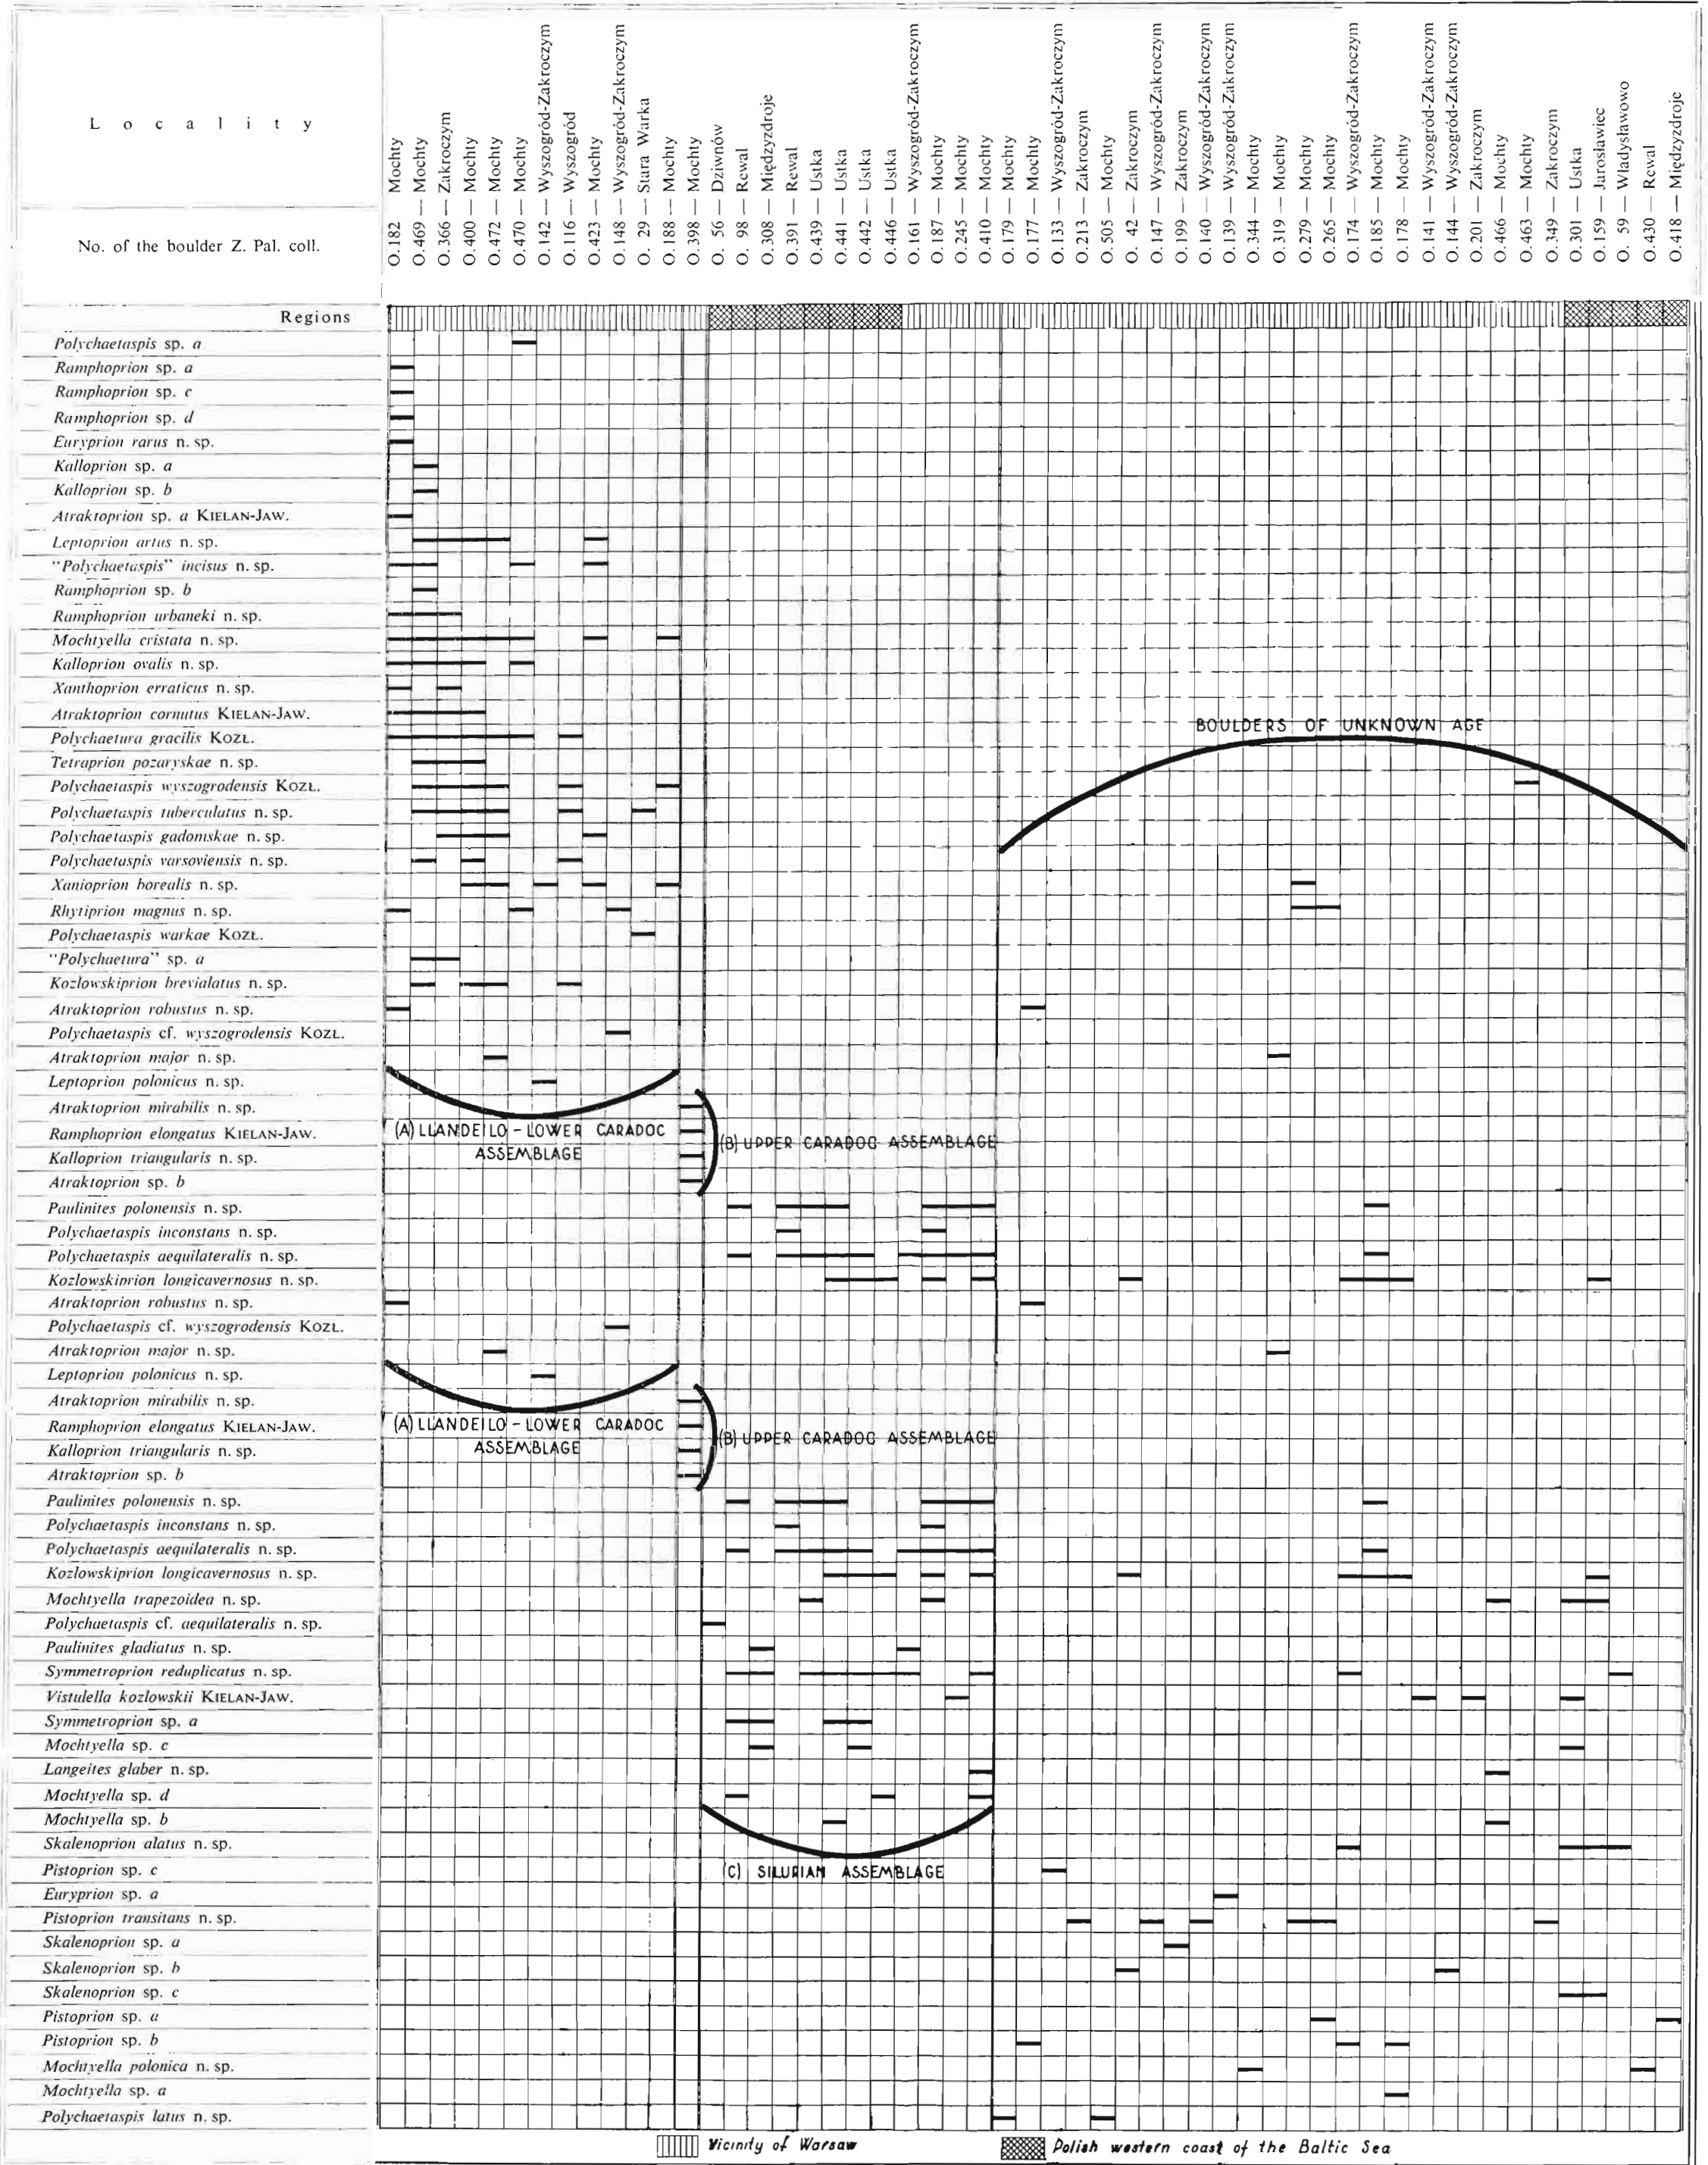 L o c a l i t y
No. of the boulder Z. Pal. coll.
O.182 Mochty
O.469 — Mochty
O.366 — Zakroczym
O.400 — Mochty
O.472 — Mochty
O.470 — Mochty
O.142 — Wyszogród-Zakroczym
O.116 — Wyszogród
O.423 — Mochty
O.148 — Wyszogród-Zakroczym
O. 29 — Stara Warka
O.188 — Mochty
O.398 — Mochty
O. 56 — Dziwnów
O. 98 — Rewal
O.308 — Międzyzdroje
O.391 — Rewal
O.439 — Ustka
O.441 — Ustka
O.442 — Ustka
O.446 — Ustka
O.161 — Wyszogród-Zakroczym
O.187 — Mochty
O.245 — Mochty
O.410 — Mochty
O.179 — Mochty
O.177 — Mochty
O.133 — Wyszogród-Zakroczym
O.213 — Zakroczym
O.505 — Mochty
O. 42 — Zakroczym
O.147 — Wyszogród-Zakroczym
O.199 — Zakroczym
O.140 — Wyszogród-Zakroczym
O.139 — Wyszogród-Zakroczym
O.344 — Mochty
O.319 — Mochty
O.279 — Mochty
O.265 — Mochty
O.174 — Wyszogród-Zakroczym
O.185 — Mochty
O.178 — Mochty
O.141 — Wyszogród-Zakroczym
O.144 — Wyszogród-Zakroczym
O.201 — Zakroczym
O.466 — Mochty
O.463 — Mochty
O.349 — Zakroczym
O.301 — Ustka
O.159 — Jarosławiec
O. 59 — Władysławowo
O.430 — Rewal
O.418 — Międzyzdroje
Regions
Polychaetaspis sp. a
Ramphoprion sp. a
Ramphoprion sp. c
Ramphoprion sp. d
Euryprion rarus n. sp.
Kalloprion sp. a
Kalloprion sp. b
Atraktoprion sp. a KIELAN-JAW.
Leptoprion artus n. sp.
"Polychaetaspis" incisus n. sp.
Ramphoprion sp. b
Ramphoprion urbaneki n. sp.
Mochtyella cristata n. sp.
Kalloprion ovalis n. sp.
Xanthoprion erraticus n. sp.
Atraktoprion cornutus KIELAN-JAW.
BOULDERS OF UNKNOWN AGE
Polychaetura gracilis KOZŁ.
Tetraprion pozaryskae n. sp.
Polychaetaspis wyszogrodensis KOZŁ.
Polychaetaspis tuberculatus n. sp.
Polychaetaspis gadomskae n. sp.
Polychaetaspis varsoviensis n. sp.
Xanioprion borealis n. sp.
Rhytiprion magnus n. sp.
Polychaetaspis warkae KOZŁ.
"Polychaetura" sp. a
Kozlowskiprion brevialatus n. sp.
Atraktoprion robustus n. sp.
Polychaetaspis cf. wyszogrodensis KOZŁ.
Atraktoprion major n. sp.
Leptoprion polonicus n. sp.
Atraktoprion mirabilis n. sp.
Ramphoprion elongatus KIELAN-JAW.
(A) LLANDEILO – LOWER CARADOC
ASSEMBLAGE
(B) UPPER CARADOC ASSEMBLAGE
Kalloprion triangularis n. sp.
Atraktoprion sp. b
Paulinites polonensis n. sp.
Polychaetaspis inconstans n. sp.
Polychaetaspis aequilateralis n. sp.
Kozlowskiprion longicavernosus n. sp.
Atraktoprion robustus n. sp.
Polychaetaspis cf. wyszogrodensis KOZŁ.
Atraktoprion major n. sp.
Leptoprion polonicus n. sp.
Atraktoprion mirabilis n. sp.
Ramphoprion elongatus KIELAN-JAW.
(A) LLANDEILO – LOWER CARADOC
ASSEMBLAGE
(B) UPPER CARADOC ASSEMBLAGE
Kalloprion triangularis n. sp.
Atraktoprion sp. b
Paulinites polonensis n. sp.
Polychaetaspis inconstans n. sp.
Polychaetaspis aequilateralis n. sp.
Kozlowskiprion longicavernosus n. sp.
Mochtyella trapezoidea n. sp.
Polychaetaspis cf. aequilateralis n. sp.
Paulinites gladiatus n. sp.
Symmetroprion reduplicatus n. sp.
Vistulella kozlowskii KIELAN-JAW.
Symmetroprion sp. a
Mochtyella sp. c
Langeites glaber n. sp.
Mochtyella sp. d
Mochtyella sp. b
Skalenoprion alatus n. sp.
Pistoprion sp. c
(C) SILURIAN ASSEMBLAGE
Euryprion sp. a
Pistoprion transitans n. sp.
Skalenoprion sp. a
Skalenoprion sp. b
Skalenoprion sp. c
Pistoprion sp. a
Pistoprion sp. b
Mochtyella polonica n. sp.
Mochtyella sp. a
Polychaetaspis latus n. sp.
Vicinity of Warsaw
Polish western coast of the Baltic Sea